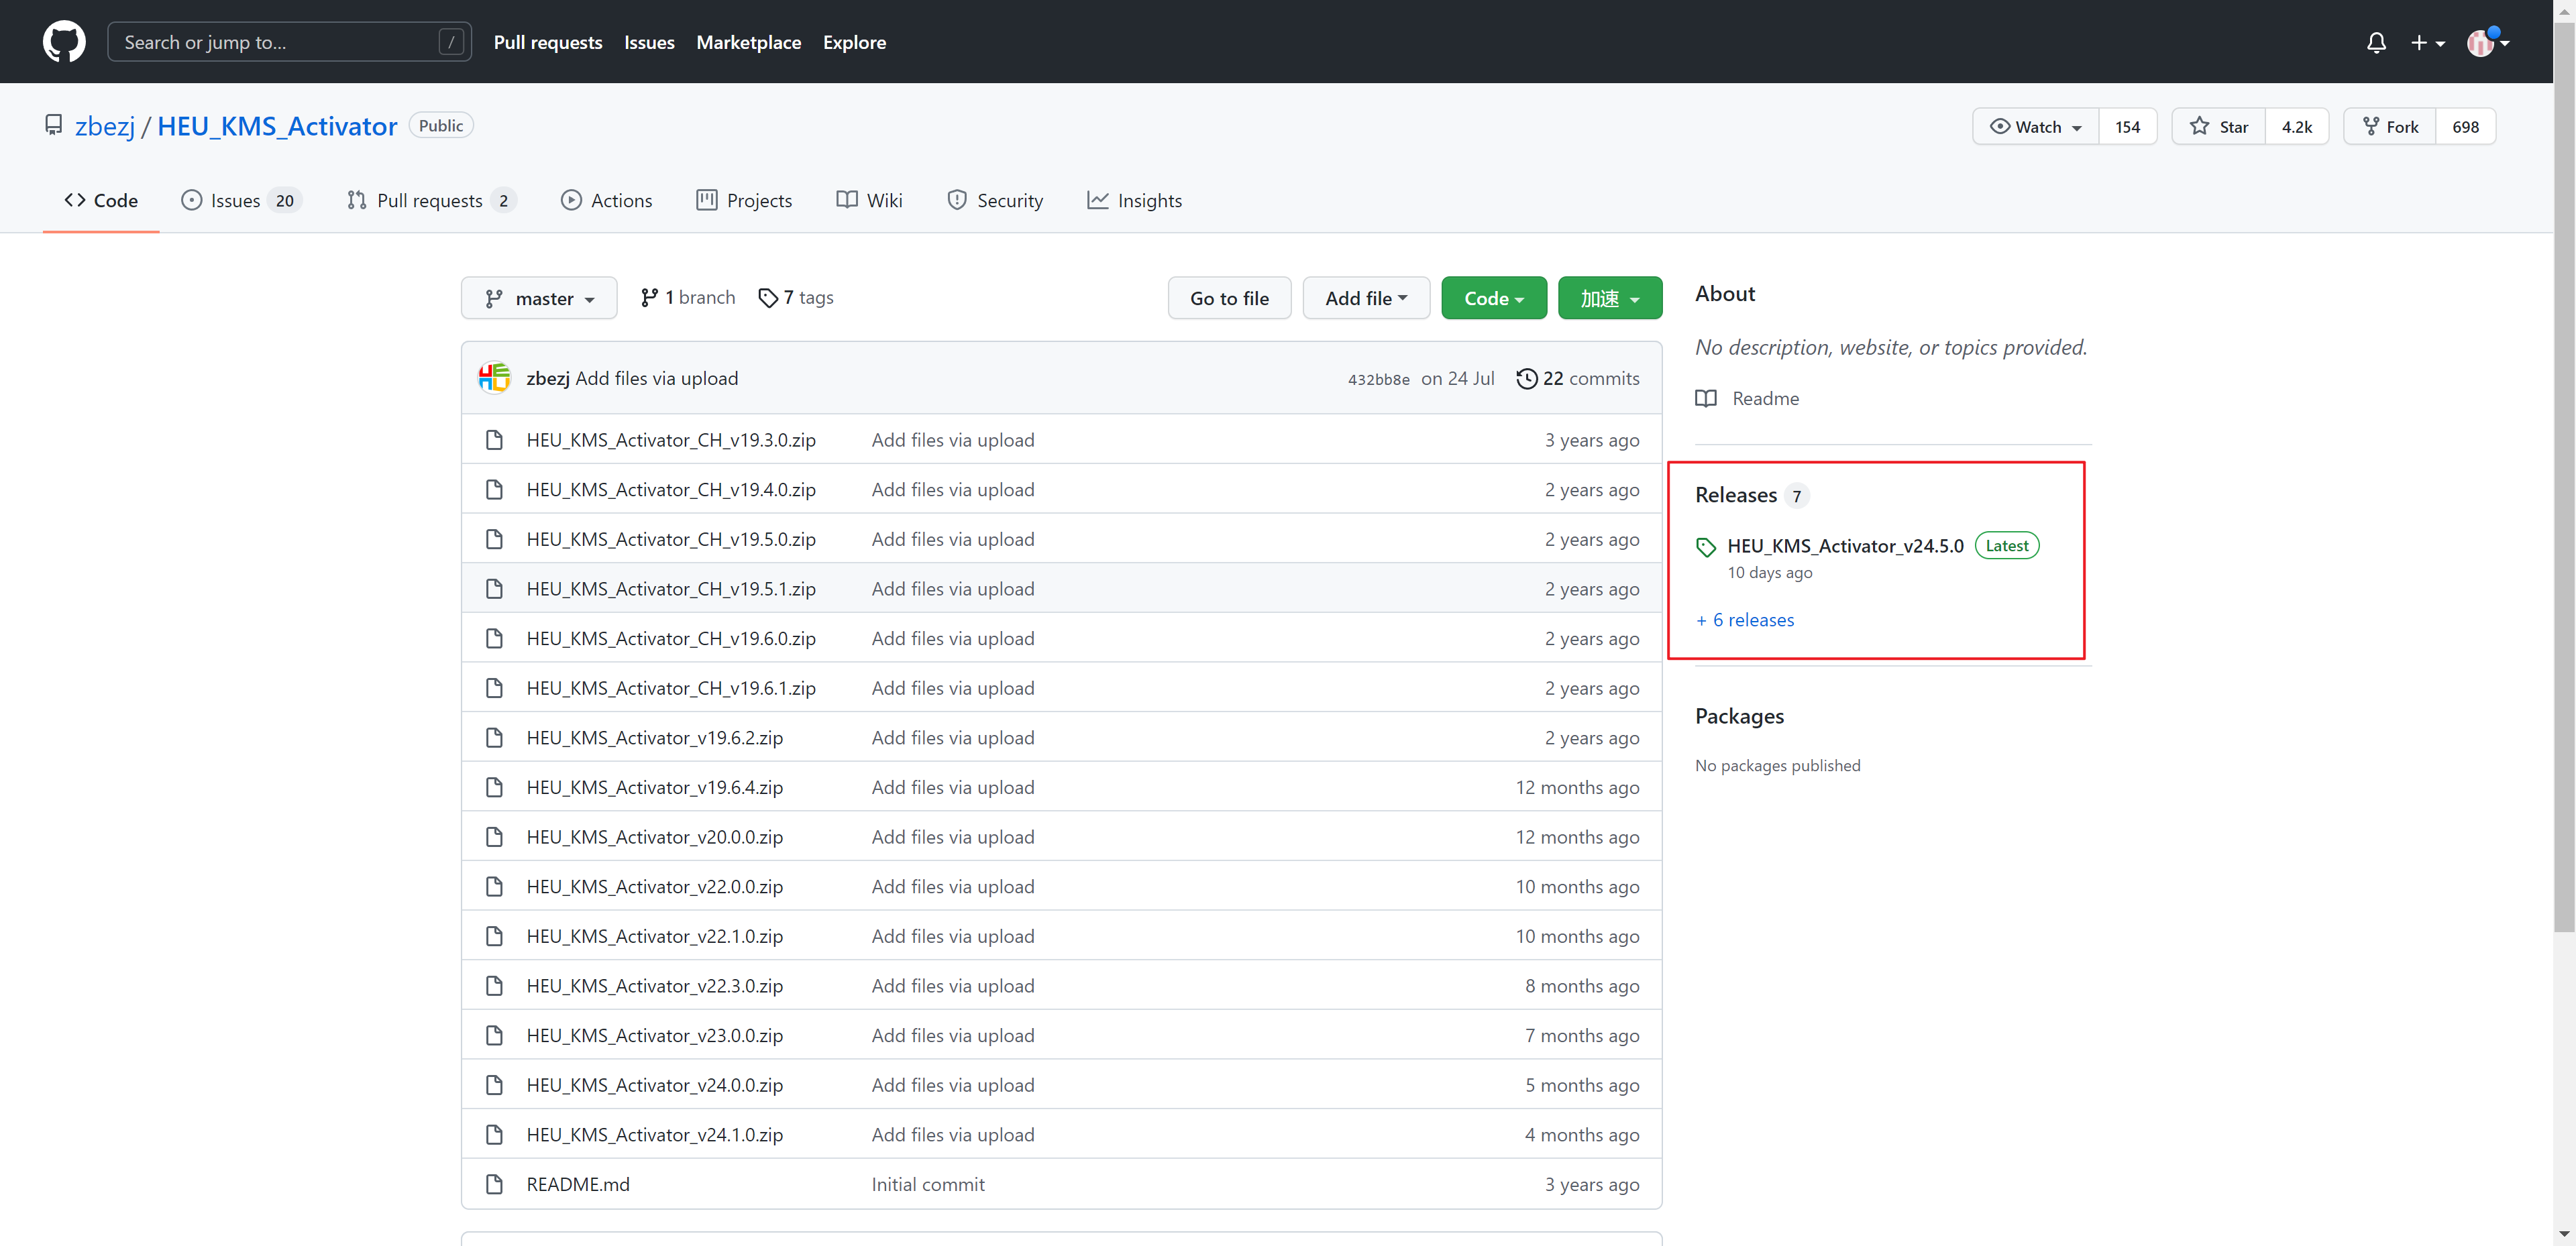 Search or jump to... /
Pull requests Issues Marketplace Explore
zbezj / HEU_KMS_Activator Public
Watch 154 Star 4.2k Fork 698
Code Issues 20 Pull requests 2 Actions Projects Wiki Security Insights
master 1 branch 7 tags Go to file Add file Code 加速
zbezj Add files via upload 432bb8e on 24 Jul 22 commits
HEU_KMS_Activator_CH_v19.3.0.zip Add files via upload 3 years ago
HEU_KMS_Activator_CH_v19.4.0.zip Add files via upload 2 years ago
HEU_KMS_Activator_CH_v19.5.0.zip Add files via upload 2 years ago
HEU_KMS_Activator_CH_v19.5.1.zip Add files via upload 2 years ago
HEU_KMS_Activator_CH_v19.6.0.zip Add files via upload 2 years ago
HEU_KMS_Activator_CH_v19.6.1.zip Add files via upload 2 years ago
HEU_KMS_Activator_v19.6.2.zip Add files via upload 2 years ago
HEU_KMS_Activator_v19.6.4.zip Add files via upload 12 months ago
HEU_KMS_Activator_v20.0.0.zip Add files via upload 12 months ago
HEU_KMS_Activator_v22.0.0.zip Add files via upload 10 months ago
HEU_KMS_Activator_v22.1.0.zip Add files via upload 10 months ago
HEU_KMS_Activator_v22.3.0.zip Add files via upload 8 months ago
HEU_KMS_Activator_v23.0.0.zip Add files via upload 7 months ago
HEU_KMS_Activator_v24.0.0.zip Add files via upload 5 months ago
HEU_KMS_Activator_v24.1.0.zip Add files via upload 4 months ago
README.md Initial commit 3 years ago
About
No description, website, or topics provided.
Readme
Releases 7
HEU_KMS_Activator_v24.5.0 Latest
10 days ago
+ 6 releases
Packages
No packages published